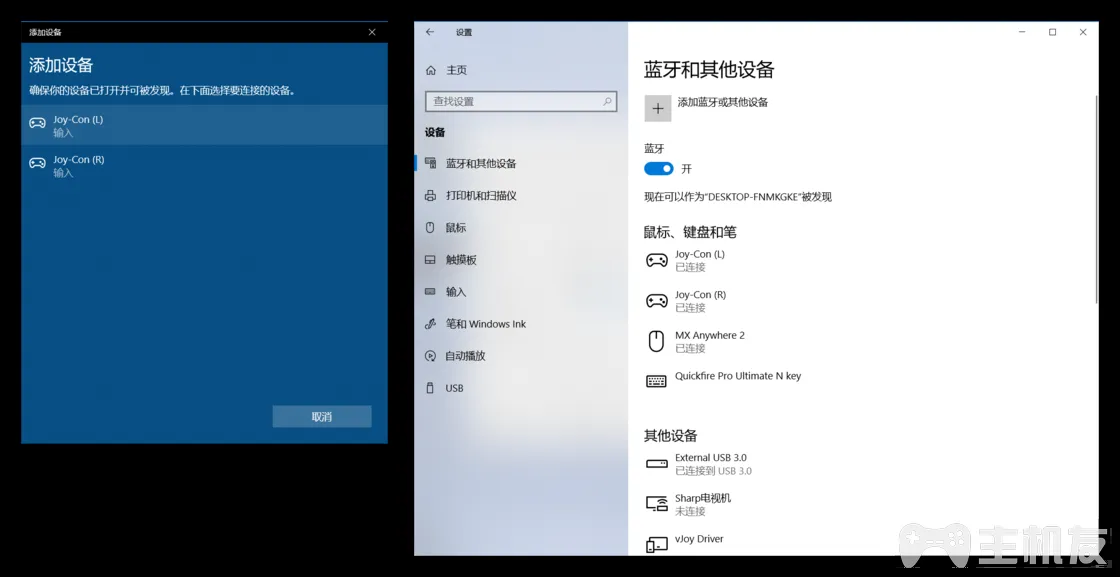 添加设备
添加设备
确保你的设备已打开并可被发现。在下面选择要连接的设备。
Joy-Con (L)
输入
Joy-Con (R)
输入
取消
设置
主页
查找设置
设备
蓝牙和其他设备
打印机和扫描仪
鼠标
触摸板
输入
笔和 Windows Ink
自动播放
USB
蓝牙和其他设备
添加蓝牙或其他设备
蓝牙
开
现在可以作为"DESKTOP-FNMKGKE"被发现
鼠标、键盘和笔
Joy-Con (L)
已连接
Joy-Con (R)
已连接
MX Anywhere 2
已连接
Quickfire Pro Ultimate N key
其他设备
External USB 3.0
已连接到 USB 3.0
Sharp电视机
未连接
vJoy Driver
主机友